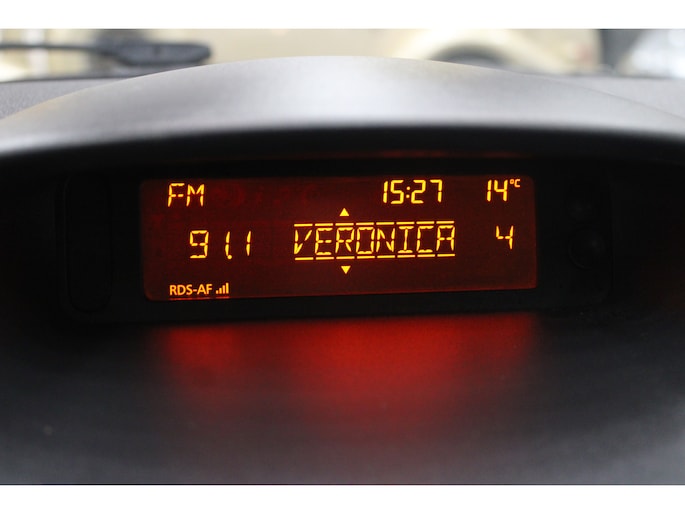 FM 15:27 14°C
91.1 VERONICA 4
RDS-AF